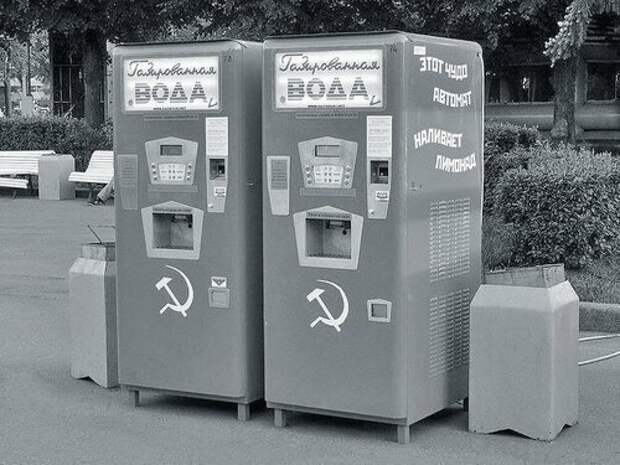 Газированная
ВОДА
Газированная
ВОДА
ЭТОТ ЧУДО
АВТОМАТ
НАЛИВАЕТ
ЛИМОНАД